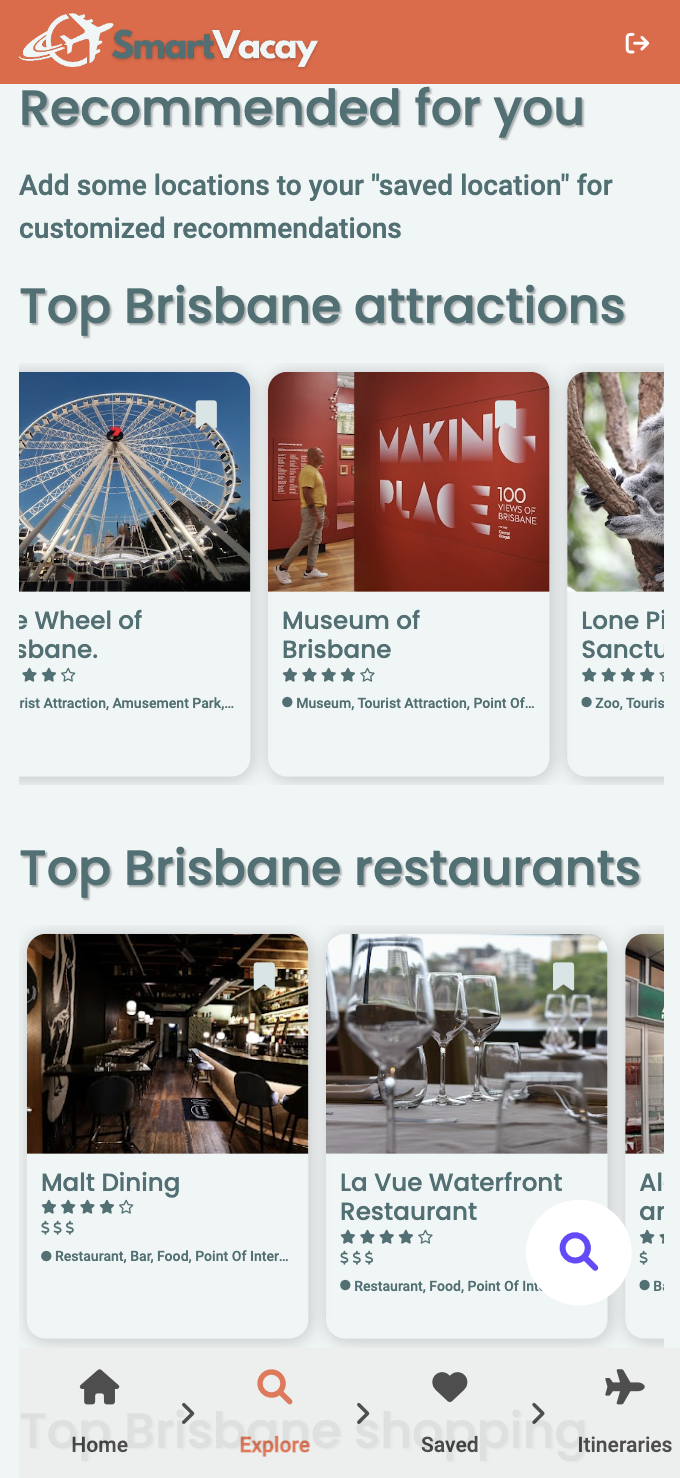 SmartVacay
Recommended for you
Add some locations to your "saved location" for
customized recommendations
Top Brisbane attractions
MAKING
PLACE
100
VIEWS OF
BRISBANE
e Wheel of
sbane.
rist Attraction, Amusement Park,...
Museum of
Brisbane
Museum, Tourist Attraction, Point Of...
Lone Pi
Sanctu
Zoo, Touris
Top Brisbane restaurants
Malt Dining
$$$
Restaurant, Bar, Food, Point Of Inter...
La Vue Waterfront
Restaurant
$$$
Restaurant, Food, Point Of Int
Al
ar
$
Ba
Top Brisbane shopping
Home
Explore
Saved
Itineraries